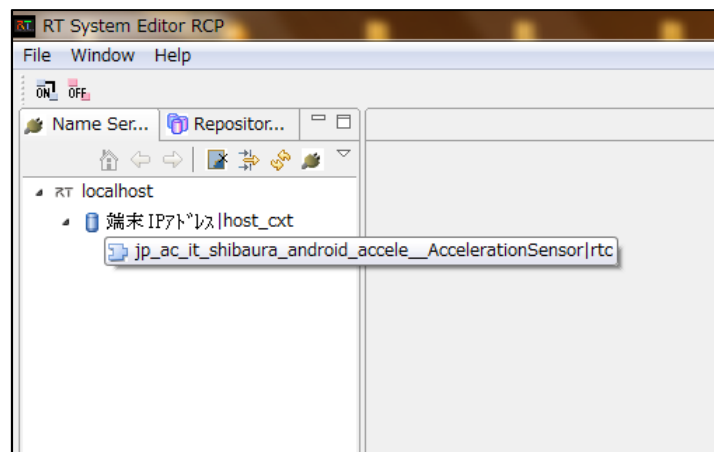 RT System Editor RCP
File Window Help
ON OFF
Name Ser... Repositor...
RT localhost
端末 IPｱﾄﾞﾚｽ|host_cxt
jp_ac_it_shibaura_android_accele__AccelerationSensor|rtc